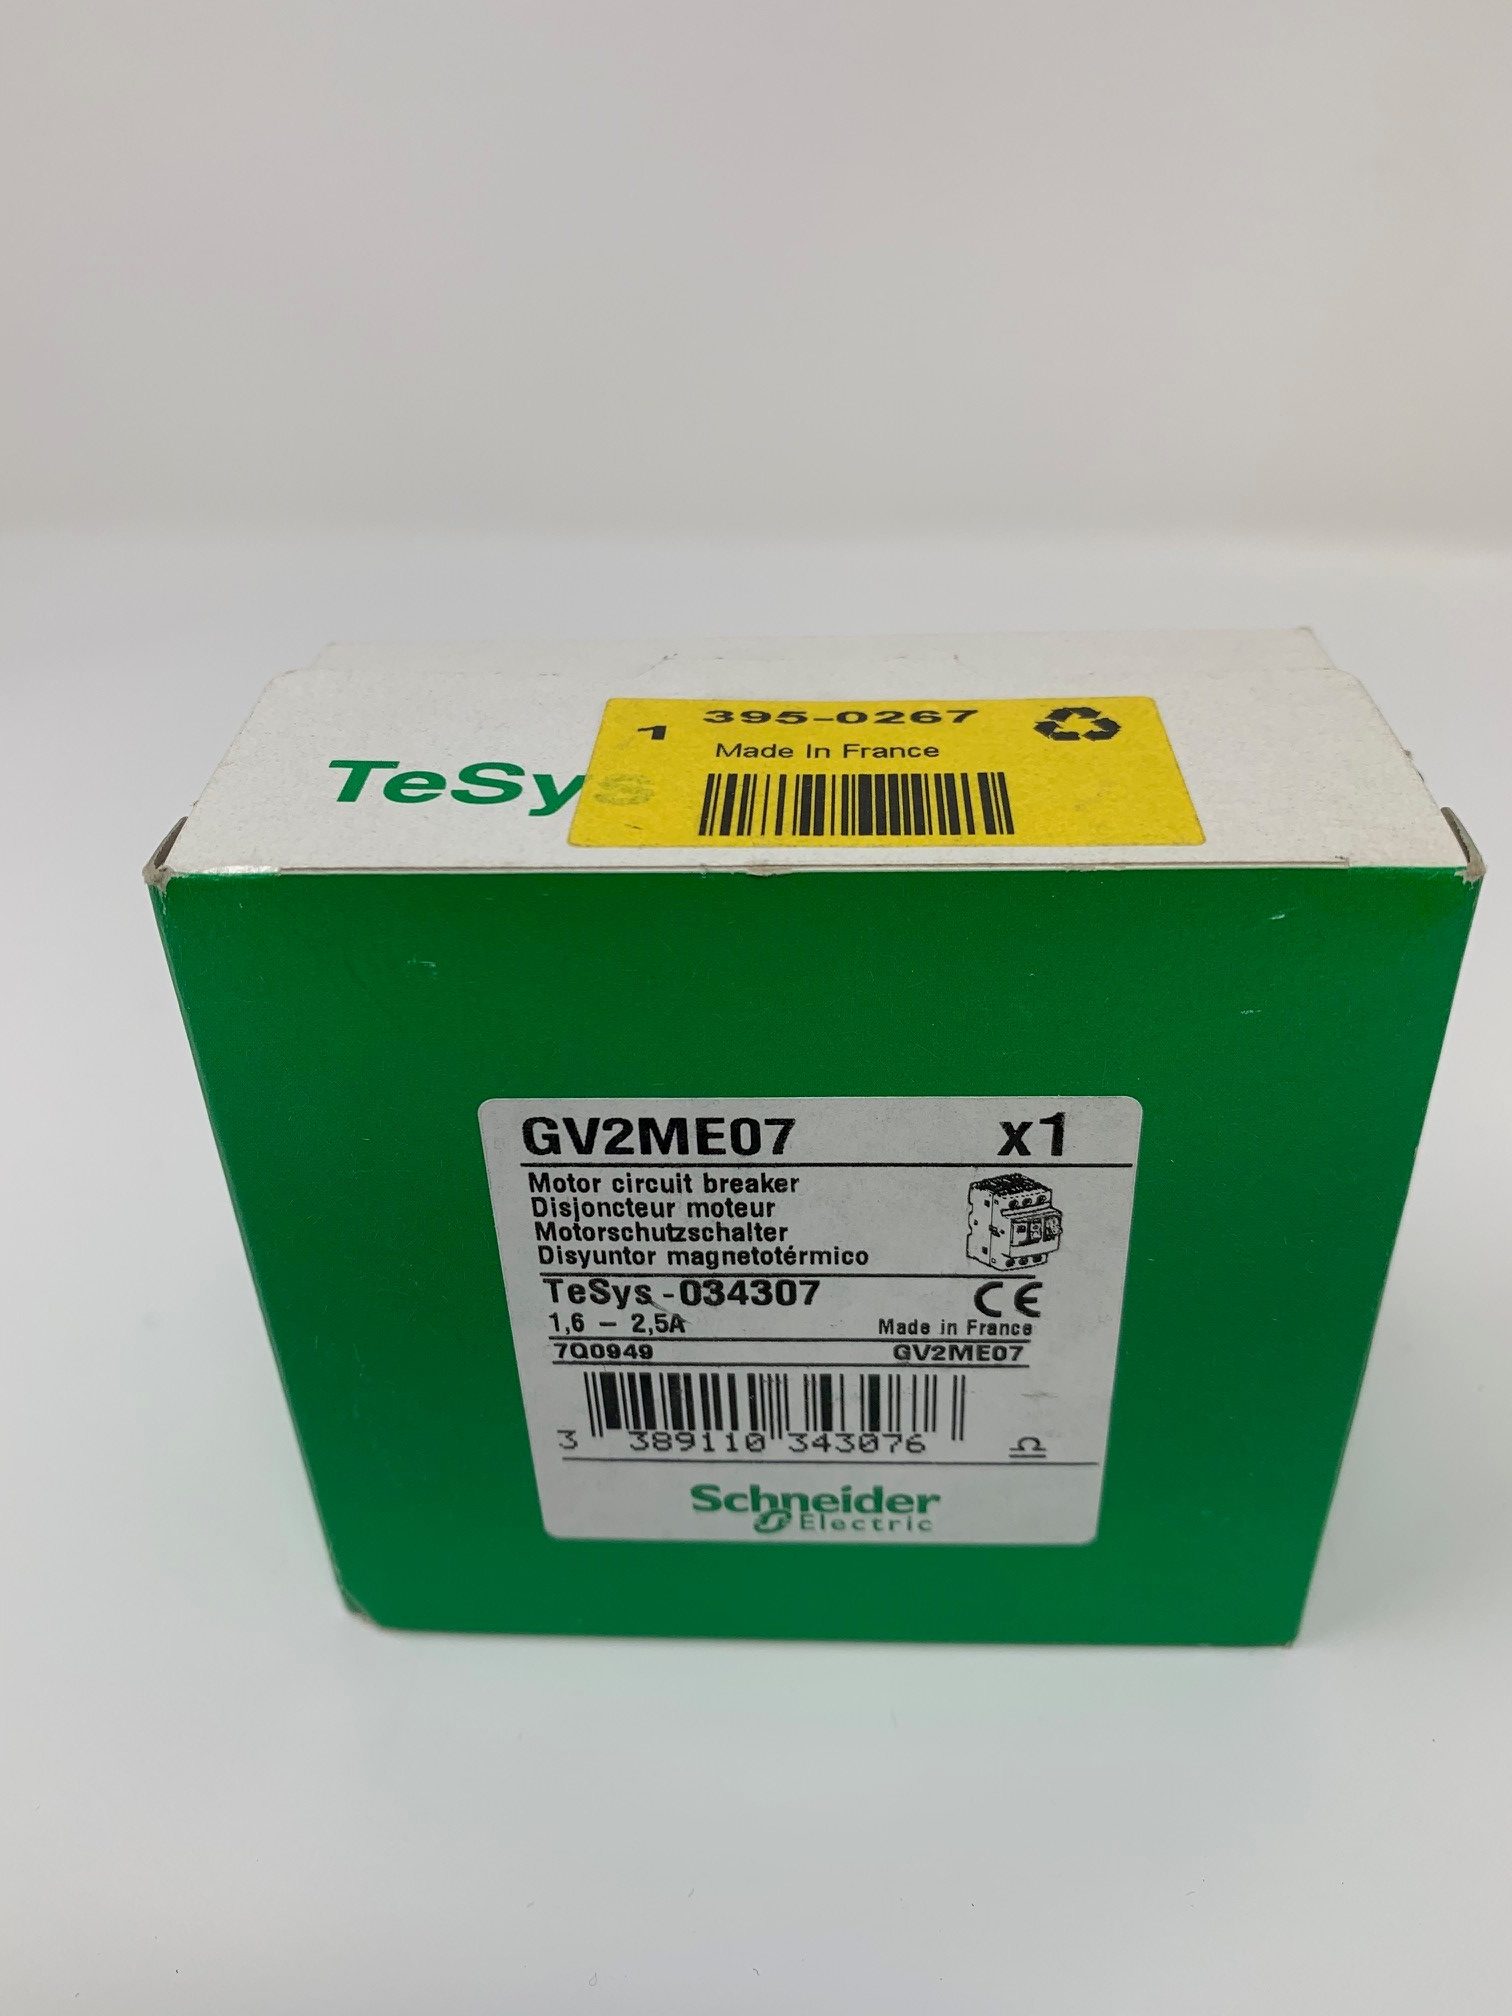 1 395-0267
Made In France
TeSys
GV2ME07 x1
Motor circuit breaker
Disjoncteur moteur
Motorschutzschalter
Disyuntor magnetotérmico
TeSys - 034307 CE
1,6 – 2,5A Made in France
7Q0949 GV2ME07
3 389110 343076
Schneider
Electric